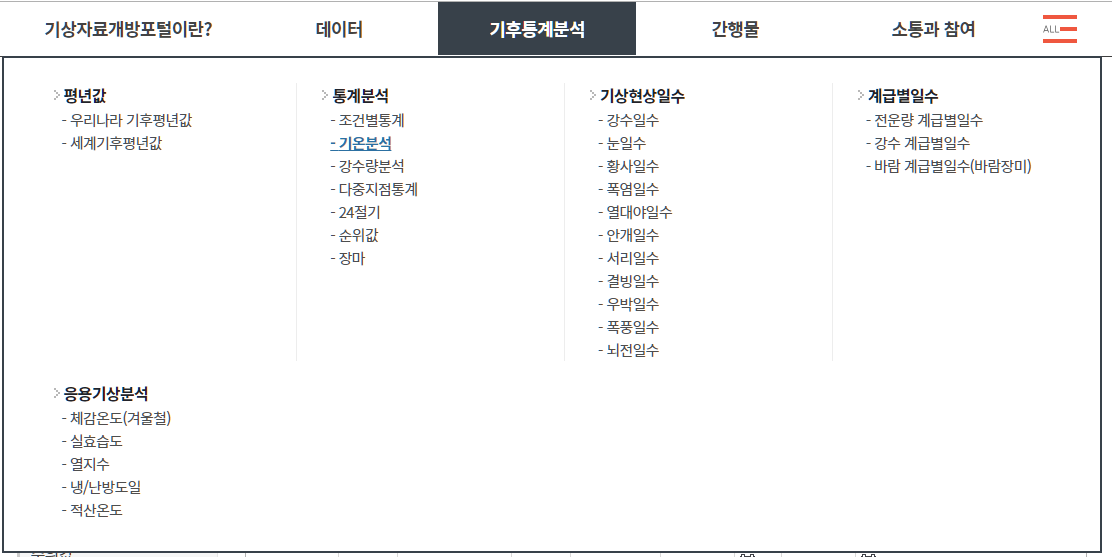 기상자료개방포털이란?
데이터
기후통계분석
간행물
소통과 참여
ALL
평년값
- 우리나라 기후평년값
- 세계기후평년값
통계분석
- 조건별통계
- 기온분석
- 강수량분석
- 다중지점통계
- 24절기
- 순위값
- 장마
기상현상일수
- 강수일수
- 눈일수
- 황사일수
- 폭염일수
- 열대야일수
- 안개일수
- 서리일수
- 결빙일수
- 우박일수
- 폭풍일수
- 뇌전일수
계급별일수
- 전운량 계급별일수
- 강수 계급별일수
- 바람 계급별일수(바람장미)
응용기상분석
- 체감온도(겨울철)
- 실효습도
- 열지수
- 냉/난방도일
- 적산온도